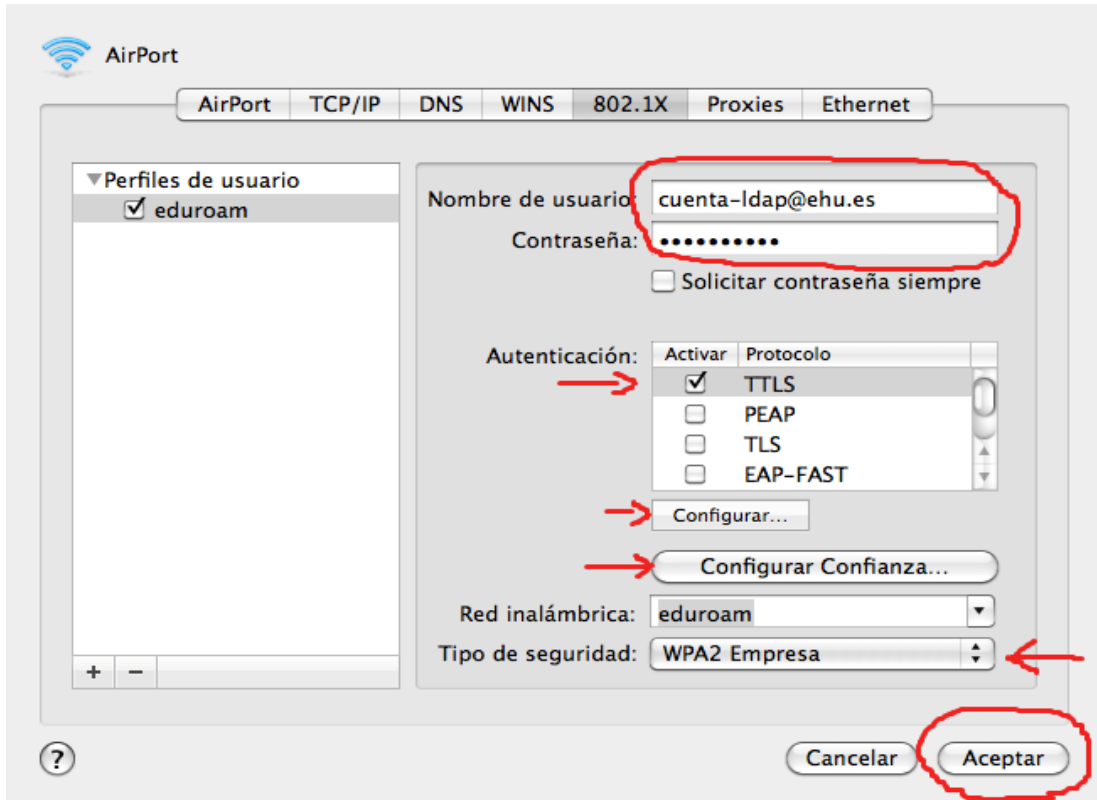 AirPort
AirPort TCP/IP DNS WINS 802.1X Proxies Ethernet
Perfiles de usuario
eduroam
Nombre de usuario: cuenta-ldap@ehu.es
Contraseña: ••••••••••
Solicitar contraseña siempre
Autenticación: Activar Protocolo
TTLS
PEAP
TLS
EAP-FAST
Configurar...
Configurar Confianza...
Red inalámbrica: eduroam
Tipo de seguridad: WPA2 Empresa
+ −
? Cancelar Aceptar